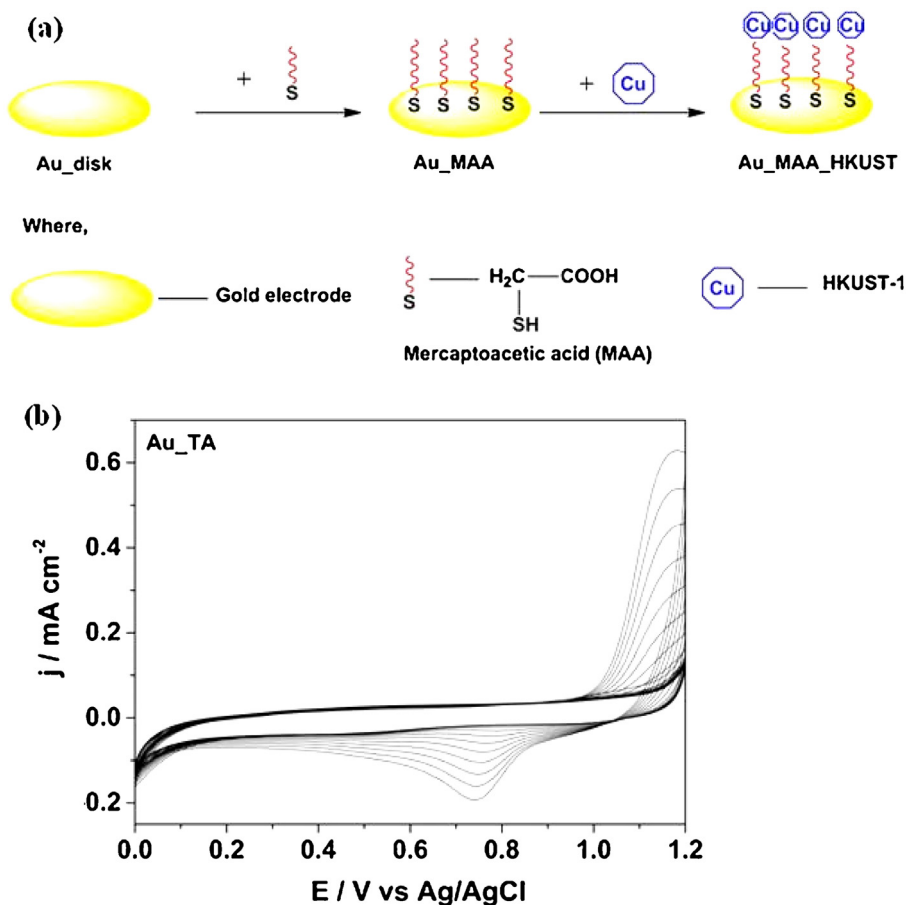 (a)
Cu Cu Cu Cu
+
S
S S S S
+ Cu
S S S S
Au_disk
Au_MAA
Au_MAA_HKUST
Where,
Gold electrode
S
H₂C COOH
SH
Mercaptoacetic acid (MAA)
Cu
HKUST-1
(b)
Au_TA
j / mA cm⁻²
0.6
0.4
0.2
0.0
-0.2
0.0 0.2 0.4 0.6 0.8 1.0 1.2
E / V vs Ag/AgCl